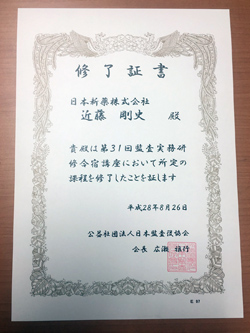 修了証書
日本新薬株式会社
近藤 剛史 殿
貴殿は第31回監査実務研
修合宿講座において所定の
課程を修了したことを証します
平成28年8月26日
公益社団法人日本監査役協会
会長 広瀬 雅行